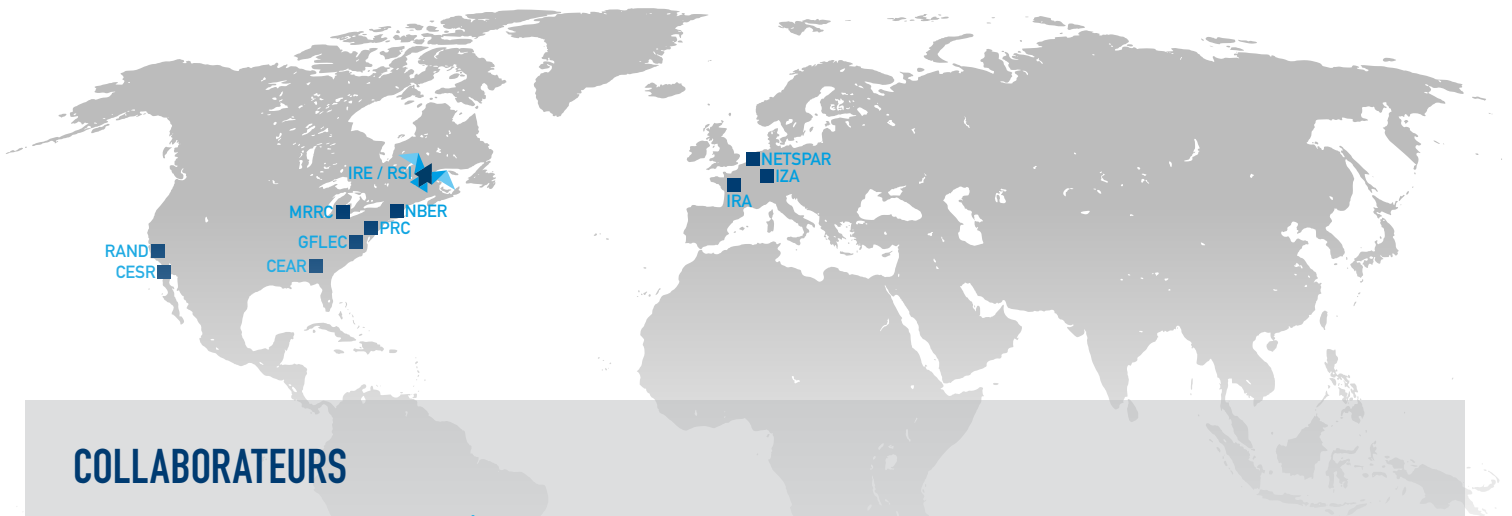 NETSPAR
IRE / RSI
IZA
IRA
MRRC
NBER
PRC
GFLEC
RAND
CEAR
CESR
COLLABORATEURS